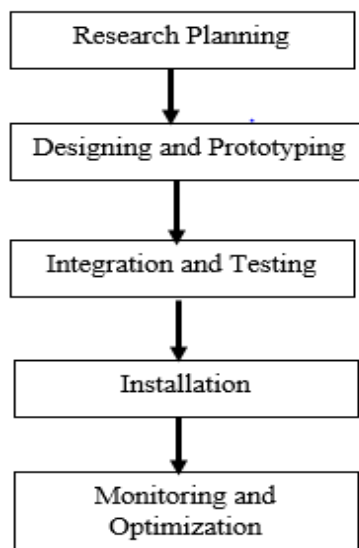 Research Planning
Designing and Prototyping
Integration and Testing
Installation
Monitoring and
Optimization